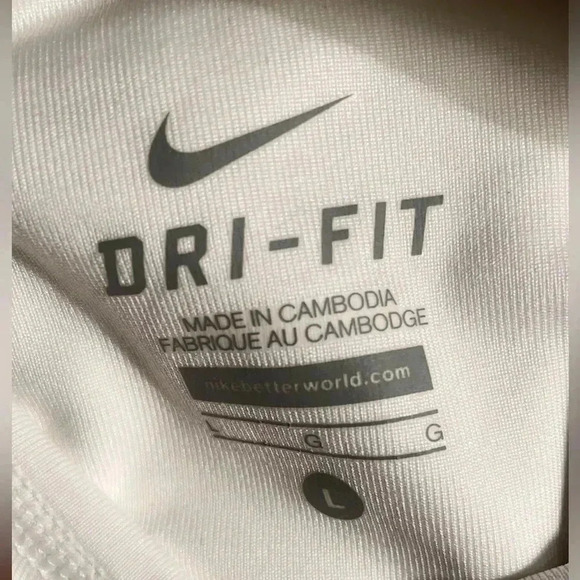 DRI-FIT
MADE IN CAMBODIA
FABRIQUE AU CAMBODGE
nikebetterworld.com
L G G
L